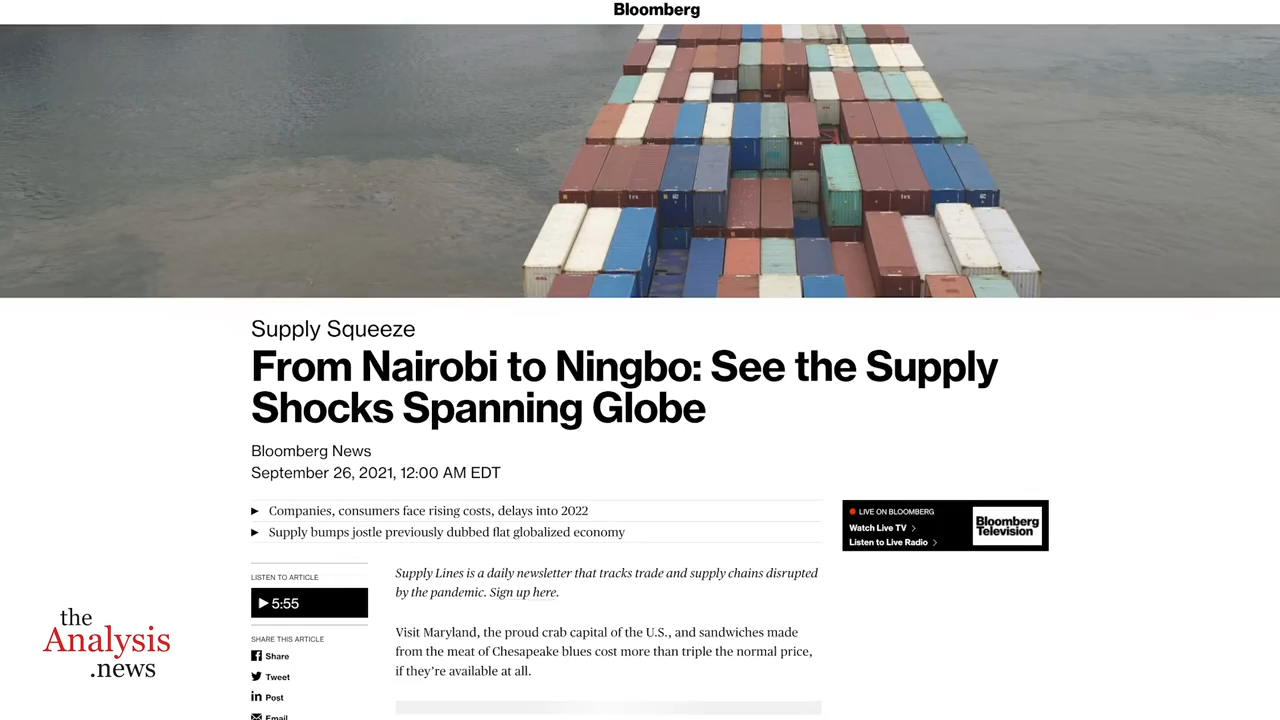 Bloomberg
Supply Squeeze
From Nairobi to Ningbo: See the Supply
Shocks Spanning Globe
Bloomberg News
September 26, 2021, 12:00 AM EDT
Companies, consumers face rising costs, delays into 2022
Supply bumps jostle previously dubbed flat globalized economy
LIVE ON BLOOMBERG
Watch Live TV >
Listen to Live Radio >
Bloomberg
Television
LISTEN TO ARTICLE
5:55
SHARE THIS ARTICLE
Share
Tweet
Post
Email
Supply Lines is a daily newsletter that tracks trade and supply chains disrupted
by the pandemic. Sign up here.
Visit Maryland, the proud crab capital of the U.S., and sandwiches made
from the meat of Chesapeake blues cost more than triple the normal price,
if they're available at all.
the
Analysis
.news